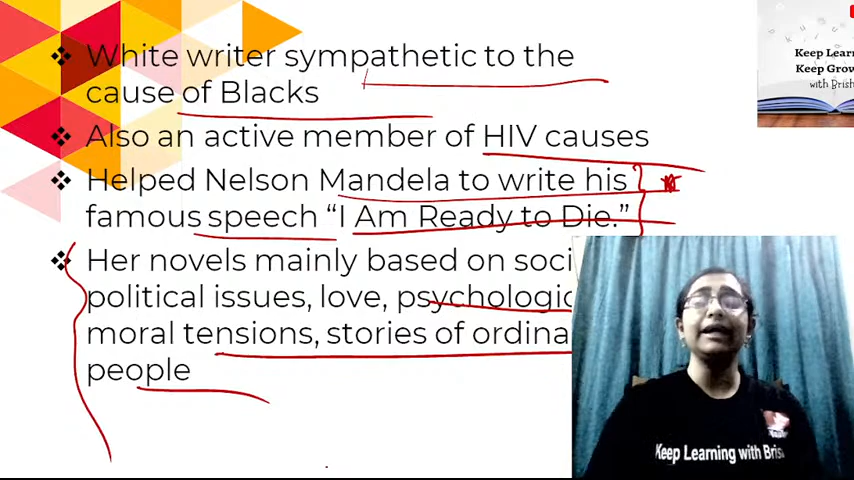 White writer sympathetic to the
cause of Blacks
Also an active member of HIV causes
Helped Nelson Mandela to write his
famous speech “I Am Ready to Die.”
Her novels mainly based on soci
political issues, love, psychologic
moral tensions, stories of ordina
people
Keep Lear
Keep Grow
with Brish
Keep Learning with Bris